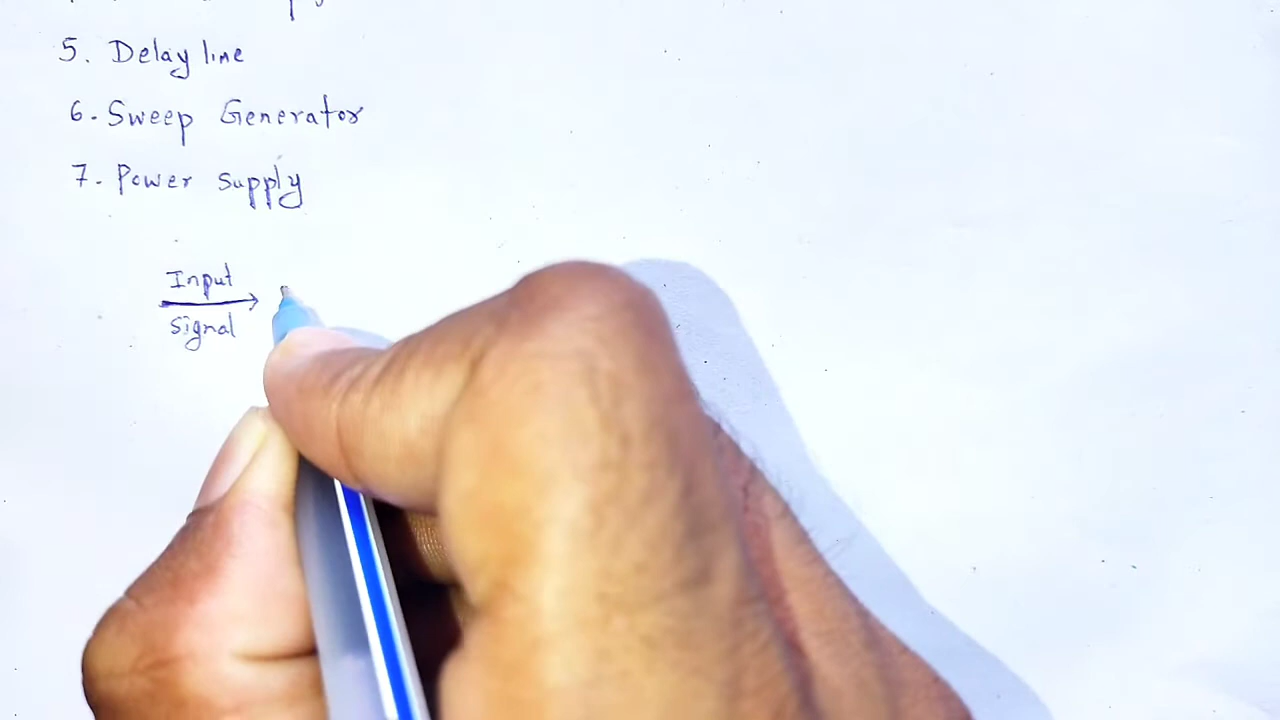 5. Delay line
6. Sweep Generator
7. Power supply
Input
signal